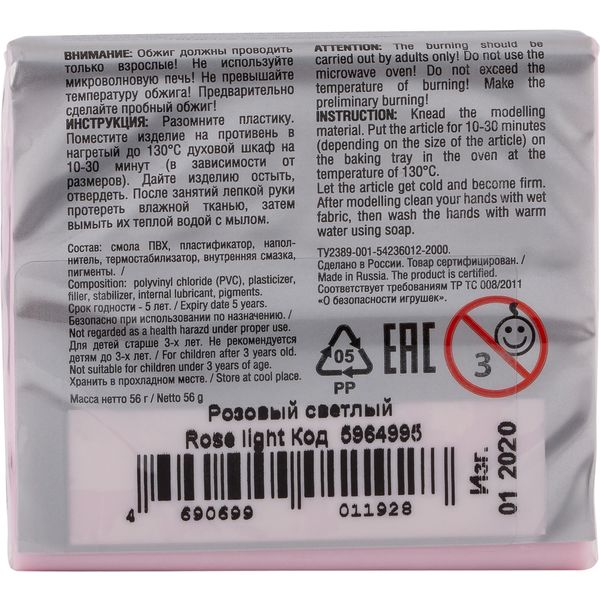 ВНИМАНИЕ: Обжиг должны проводить
только взрослые! Не используйте
микроволновую печь! Не превышайте
температуру обжига! Предварительно
сделайте пробный обжиг!
ИНСТРУКЦИЯ: Разомните пластику.
Поместите изделие на противень в
нагретый до 130°С духовой шкаф на
10-30 минут (в зависимости от
размеров). Дайте изделию остыть,
отвердеть. После занятий лепкой руки
протереть влажной тканью, затем
вымыть их теплой водой с мылом.
Состав: смола ПВХ, пластификатор, напол-
нитель, термостабилизатор, внутренняя смазка,
пигменты. /
Composition: polyvinyl chloride (PVC), plasticizer,
filler, stabilizer, internal lubricant, pigments.
Срок годности - 5 лет. / Expiry date 5 years.
Безопасно при использовании по назначению. /
Not regarded as a health harazd under proper use.
Для детей старше 3-х лет. Не рекомендуется
детям до 3-х лет. / For children after 3 years old.
Not suitable for children under 3 years of age.
Хранить в прохладном месте. / Store at cool place.
Масса нетто 56 г / Netto 56 g
ATTENTION: The burning should be
carried out by adults only! Do not use the
microwave oven! Do not exceed the
temperature of burning! Make the
preliminary burning!
INSTRUCTION: Knead the modelling
material. Put the article for 10-30 minutes
(depending on the size of the article) on
the baking tray in the oven at the
temperature of 130°C.
Let the article get cold and become firm.
After modelling clean your hands with wet
fabric, then wash the hands with warm
water using soap.
ТУ2389-001-54236012-2000.
Сделано в России. Товар сертифицирован. /
Made in Russia. The product is certified.
Соответствует требованиям ТР ТС 008/2011
«О безопасности игрушек».
05
PP
EAC
3
Розовый светлый
Rose light Код 5964995
4 690699 011928
Изг.
01 2020